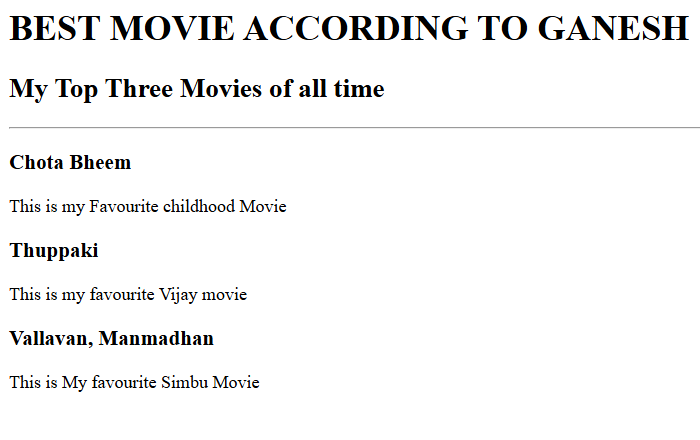 BEST MOVIE ACCORDING TO GANESH
My Top Three Movies of all time
Chota Bheem
This is my Favourite childhood Movie
Thuppaki
This is my favourite Vijay movie
Vallavan, Manmadhan
This is My favourite Simbu Movie